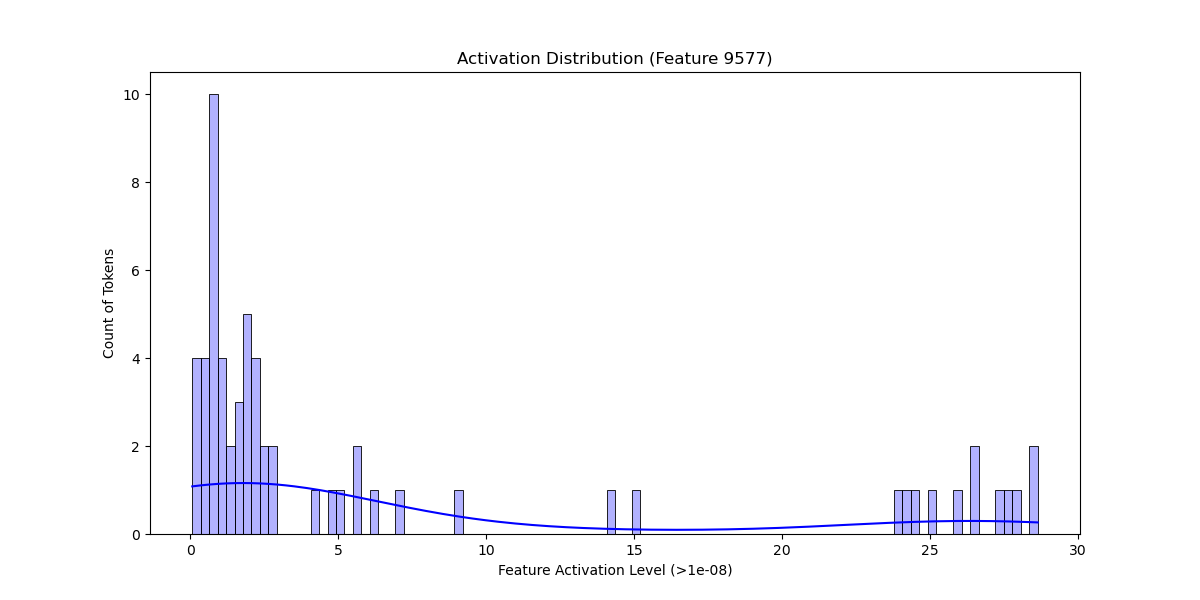 Activation Distribution (Feature 9577)
10
8
6
4
2
0
Count of Tokens
0 5 10 15 20 25 30
Feature Activation Level (>1e-08)